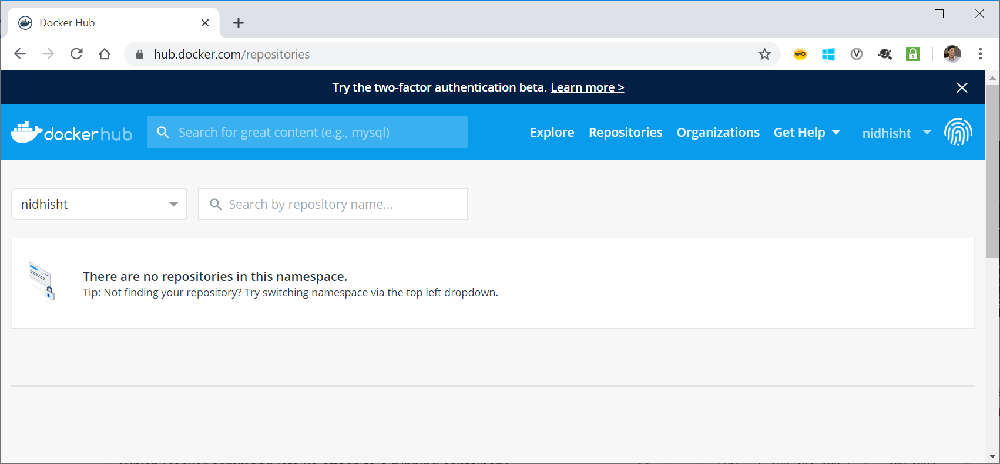 Docker Hub
hub.docker.com/repositories
Try the two-factor authentication beta. Learn more >
docker hub
Search for great content (e.g., mysql)
Explore
Repositories
Organizations
Get Help
nidhisht
nidhisht
Search by repository name...
There are no repositories in this namespace.
Tip: Not finding your repository? Try switching namespace via the top left dropdown.